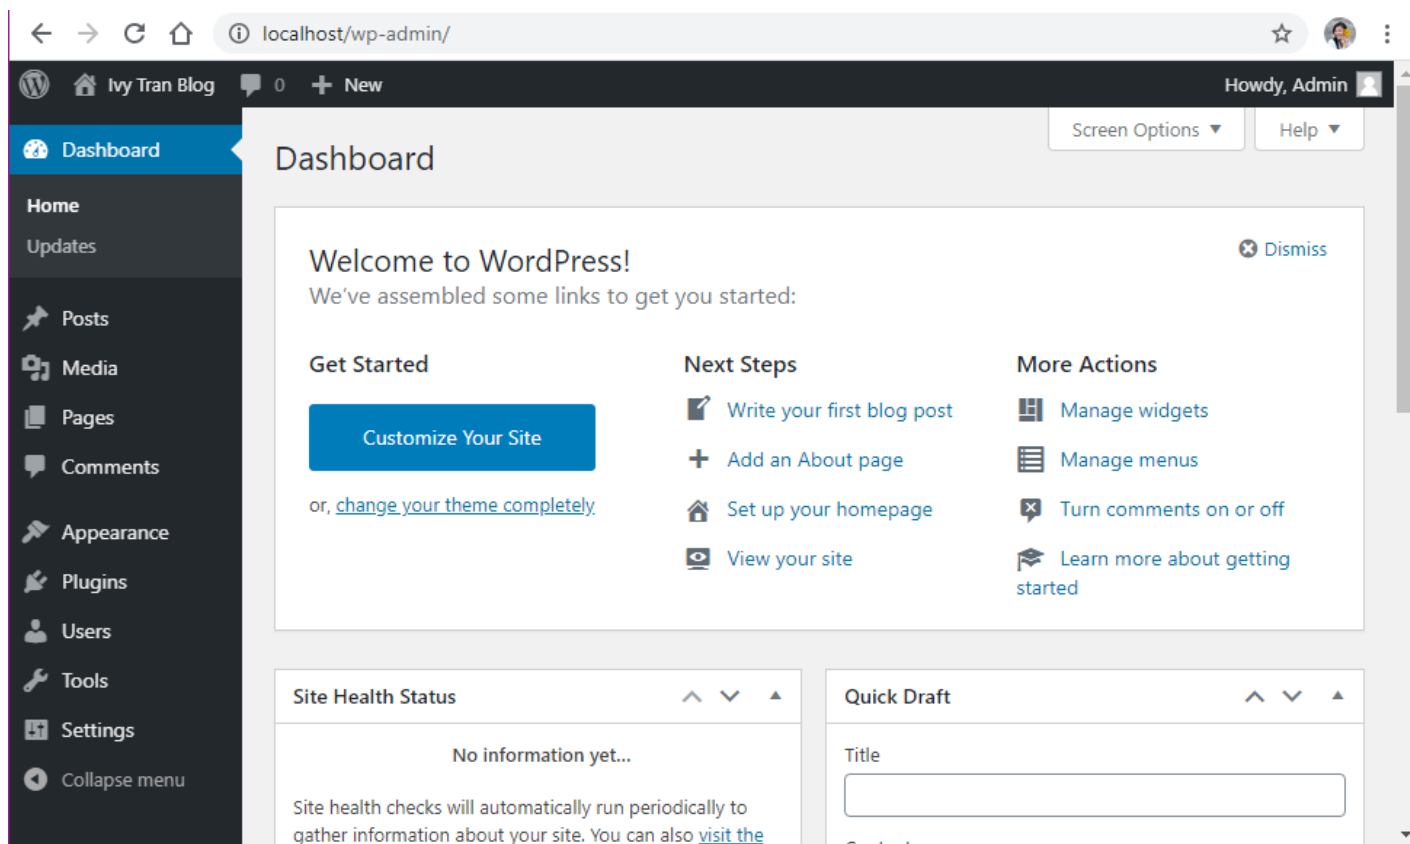 localhost/wp-admin/
Ivy Tran Blog
0
New
Howdy, Admin
Dashboard
Home
Updates
Posts
Media
Pages
Comments
Appearance
Plugins
Users
Tools
Settings
Collapse menu
Screen Options
Help
Dashboard
Welcome to WordPress!
Dismiss
We've assembled some links to get you started:
Get Started
Customize Your Site
or, change your theme completely
Next Steps
Write your first blog post
Add an About page
Set up your homepage
View your site
More Actions
Manage widgets
Manage menus
Turn comments on or off
Learn more about getting
started
Site Health Status
No information yet...
Site health checks will automatically run periodically to
gather information about your site. You can also visit the
Quick Draft
Title